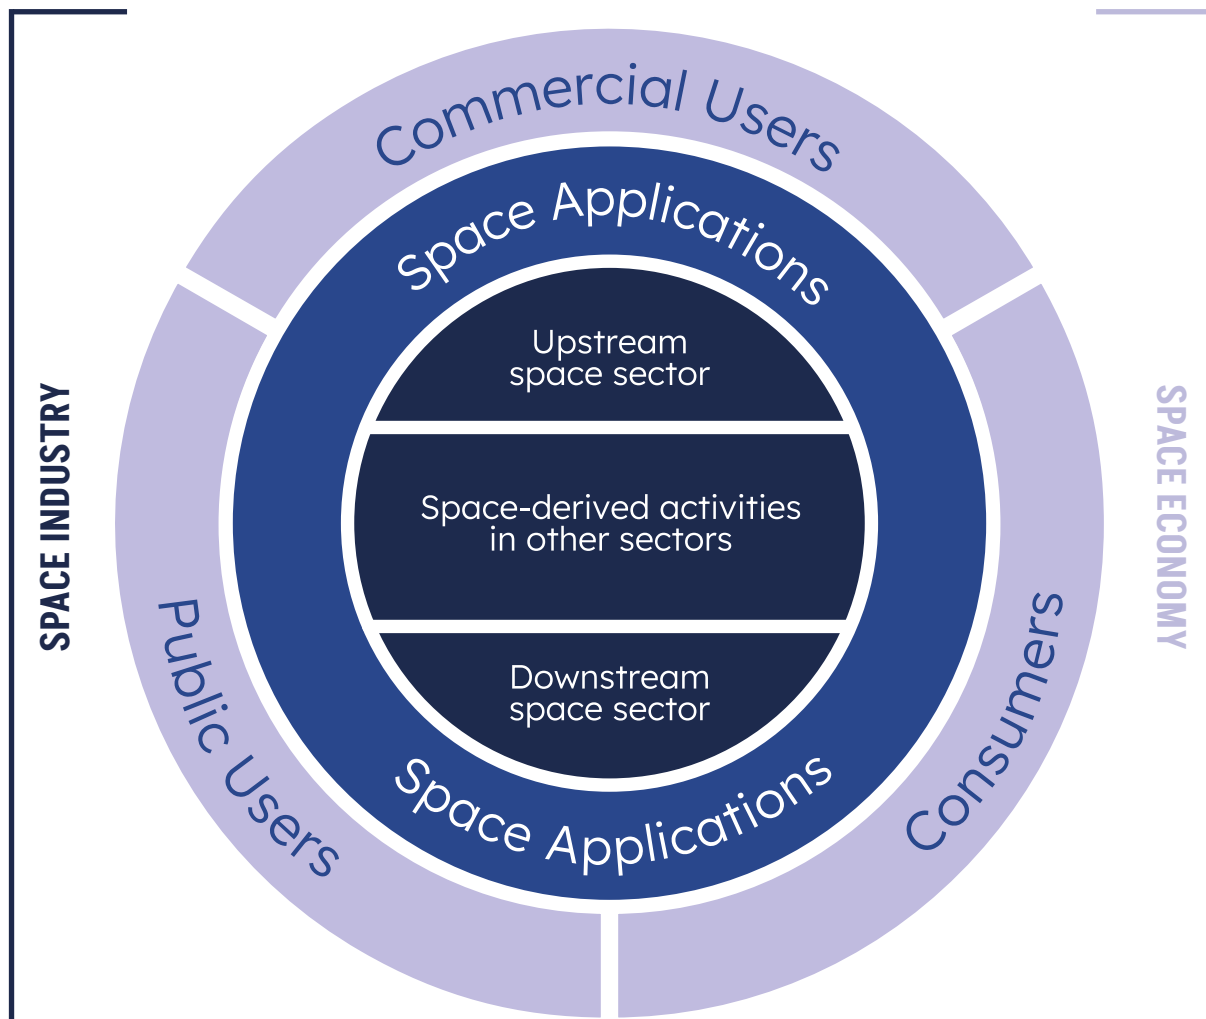 Commercial Users
Space Applications
Upstream
space sector
Space-derived activities
in other sectors
Downstream
space sector
Space Applications
Public Users
Consumers
SPACE INDUSTRY
SPACE ECONOMY